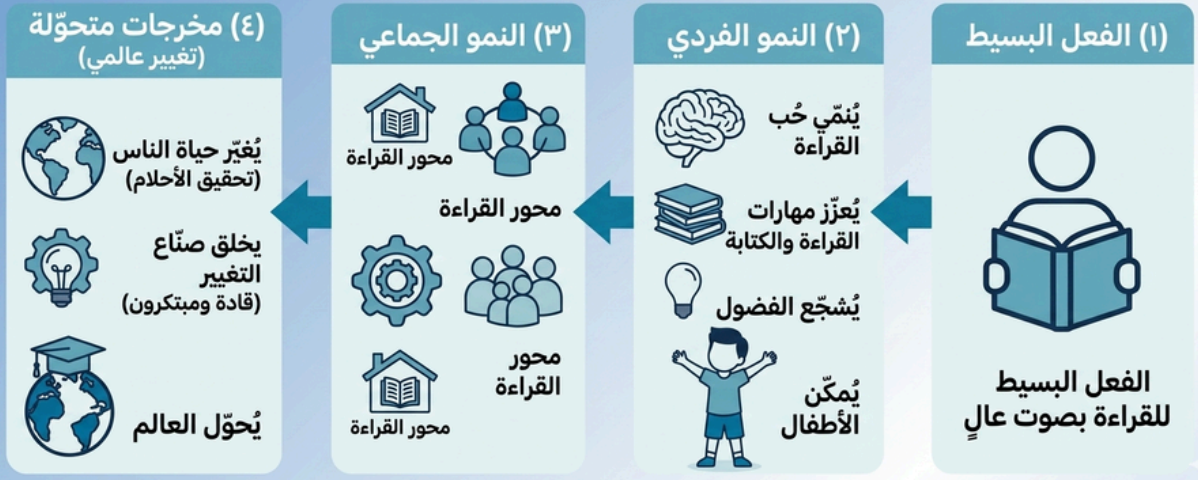 (١) الفعل البسيط
الفعل البسيط
للقراءة بصوت عالٍ
(٢) النمو الفردي
يُنمّي حُب
القراءة
يُعزّز مهارات
القراءة والكتابة
يُشجّع الفضول
يُمكّن
الأطفال
(٣) النمو الجماعي
محور القراءة
محور القراءة
محور
القراءة
محور القراءة
(٤) مخرجات متحوّلة
(تغيير عالمي)
يُغيّر حياة الناس
(تحقيق الأحلام)
يخلق صنّاع
التغيير
(قادة ومبتكرون)
يُحوّل العالم